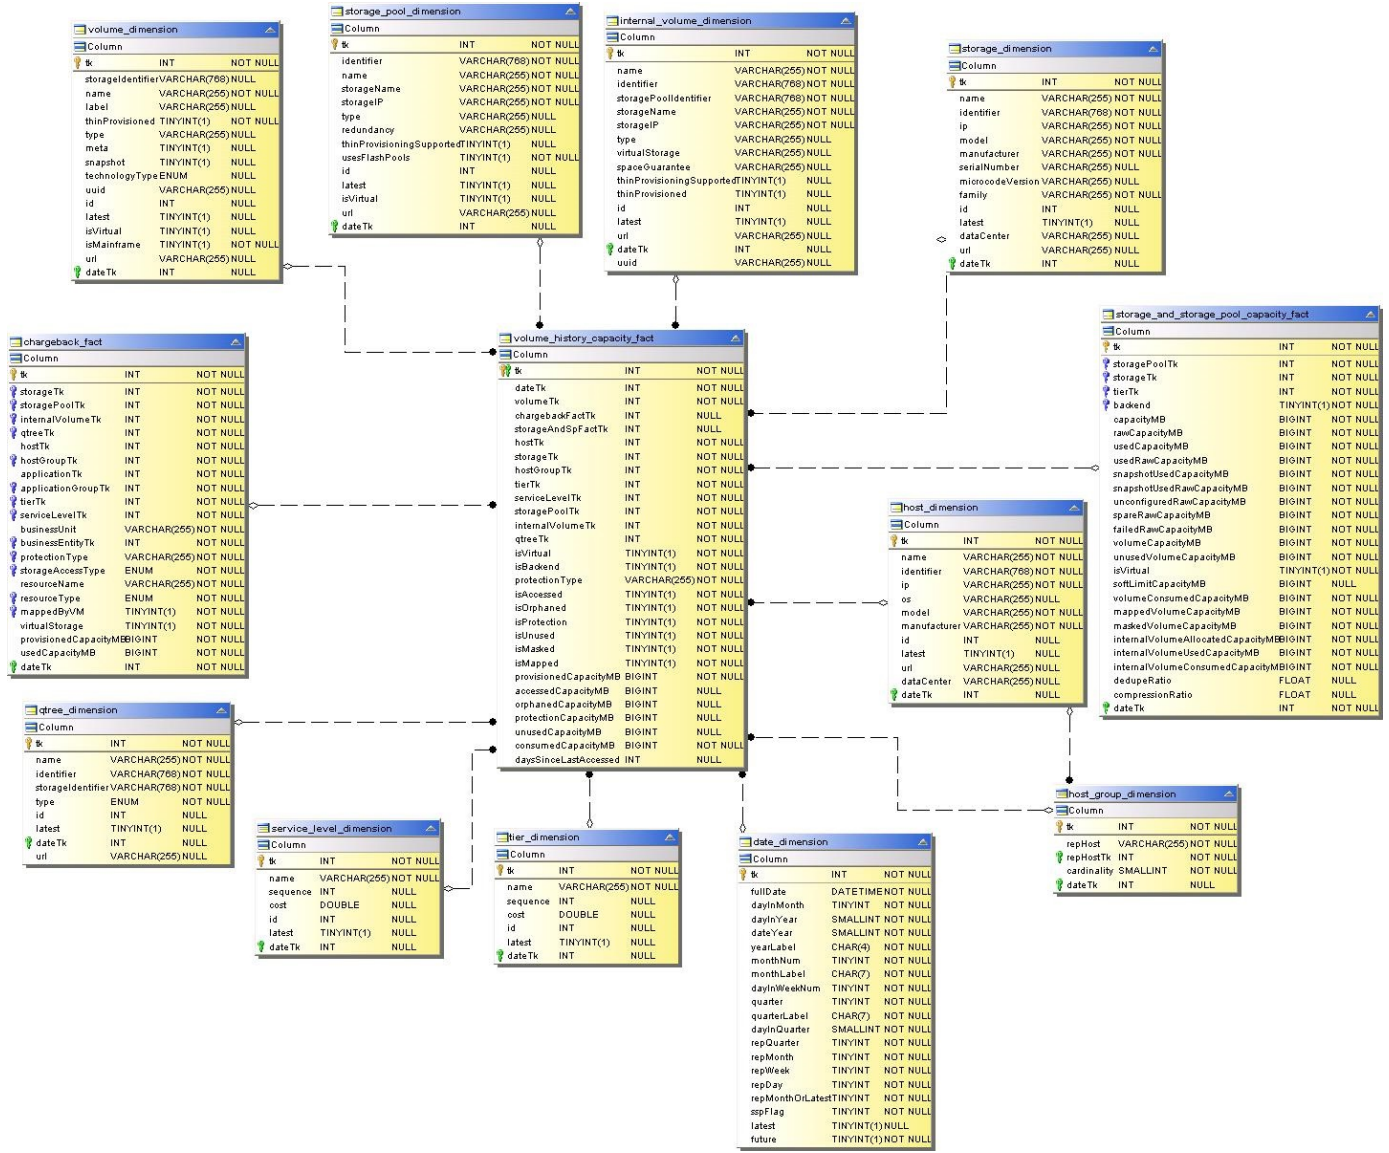 volume_dimension
Column
tk INT NOT NULL
storageIdentifier VARCHAR(768) NULL
name VARCHAR(255) NOT NULL
label VARCHAR(255) NULL
thinProvisioned TINYINT(1) NOT NULL
type VARCHAR(255) NULL
meta TINYINT(1) NULL
snapshot TINYINT(1) NULL
technologyType ENUM NULL
uuid VARCHAR(255) NULL
id INT NULL
latest TINYINT(1) NULL
isVirtual TINYINT(1) NULL
isMainframe TINYINT(1) NOT NULL
url VARCHAR(255) NULL
dateTk INT NULL
storage_pool_dimension
Column
tk INT NOT NULL
identifier VARCHAR(768) NOT NULL
name VARCHAR(255) NOT NULL
storageName VARCHAR(255) NOT NULL
storageIP VARCHAR(255) NOT NULL
type VARCHAR(255) NULL
redundancy VARCHAR(255) NULL
thinProvisioningSupported TINYINT(1) NULL
usesFlashPools TINYINT(1) NOT NULL
id INT NULL
latest TINYINT(1) NULL
isVirtual TINYINT(1) NULL
url VARCHAR(255) NULL
dateTk INT NULL
internal_volume_dimension
Column
tk INT NOT NULL
name VARCHAR(255) NOT NULL
identifier VARCHAR(768) NOT NULL
storagePoolIdentifier VARCHAR(768) NOT NULL
storageName VARCHAR(255) NOT NULL
storageIP VARCHAR(255) NOT NULL
type VARCHAR(255) NULL
virtualStorage VARCHAR(255) NULL
spaceGuarantee VARCHAR(255) NULL
thinProvisioningSupported TINYINT(1) NULL
thinProvisioned TINYINT(1) NULL
id INT NULL
latest TINYINT(1) NULL
url VARCHAR(255) NULL
dateTk INT NULL
uuid VARCHAR(255) NULL
storage_dimension
Column
tk INT NOT NULL
name VARCHAR(255) NOT NULL
identifier VARCHAR(768) NOT NULL
ip VARCHAR(255) NOT NULL
model VARCHAR(255) NOT NULL
manufacturer VARCHAR(255) NOT NULL
serialNumber VARCHAR(255) NULL
microcodeVersion VARCHAR(255) NULL
family VARCHAR(255) NOT NULL
id INT NULL
latest TINYINT(1) NULL
dataCenter VARCHAR(255) NULL
url VARCHAR(255) NULL
dateTk INT NULL
chargeback_fact
Column
tk INT NOT NULL
storageTk INT NOT NULL
storagePoolTk INT NOT NULL
internalVolumeTk INT NOT NULL
qtreeTk INT NOT NULL
hostTk INT NOT NULL
hostGroupTk INT NOT NULL
applicationTk INT NOT NULL
applicationGroupTk INT NOT NULL
tierTk INT NOT NULL
serviceLevelTk INT NOT NULL
businessUnit VARCHAR(255) NOT NULL
businessEntityTk INT NOT NULL
protectionType VARCHAR(255) NOT NULL
storageAccessType ENUM NOT NULL
resourceName VARCHAR(255) NOT NULL
resourceType ENUM NOT NULL
mappedByVM TINYINT(1) NOT NULL
virtualStorage TINYINT(1) NOT NULL
provisionedCapacityMB BIGINT NOT NULL
usedCapacityMB BIGINT NOT NULL
dateTk INT NOT NULL
volume_history_capacity_fact
Column
tk INT NOT NULL
dateTk INT NOT NULL
volumeTk INT NOT NULL
chargebackFactTk INT NULL
storageAndSpFactTk INT NULL
hostTk INT NOT NULL
storageTk INT NOT NULL
hostGroupTk INT NOT NULL
tierTk INT NOT NULL
serviceLevelTk INT NOT NULL
storagePoolTk INT NOT NULL
internalVolumeTk INT NOT NULL
qtreeTk INT NOT NULL
isVirtual TINYINT(1) NOT NULL
isBackend TINYINT(1) NOT NULL
protectionType VARCHAR(255) NOT NULL
isAccessed TINYINT(1) NOT NULL
isOrphaned TINYINT(1) NOT NULL
isProtection TINYINT(1) NOT NULL
isUnused TINYINT(1) NOT NULL
isMasked TINYINT(1) NOT NULL
isMapped TINYINT(1) NOT NULL
provisionedCapacityMB BIGINT NOT NULL
accessedCapacityMB BIGINT NULL
orphanedCapacityMB BIGINT NULL
protectionCapacityMB BIGINT NULL
unusedCapacityMB BIGINT NULL
consumedCapacityMB BIGINT NOT NULL
daysSinceLastAccessed INT NULL
storage_and_storage_pool_capacity_fact
Column
tk INT NOT NULL
storagePoolTk INT NOT NULL
storageTk INT NOT NULL
tierTk INT NOT NULL
backend TINYINT(1) NOT NULL
capacityMB BIGINT NOT NULL
rawCapacityMB BIGINT NOT NULL
usedCapacityMB BIGINT NOT NULL
usedRawCapacityMB BIGINT NOT NULL
snapshotUsedCapacityMB BIGINT NOT NULL
snapshotUsedRawCapacityMB BIGINT NOT NULL
unconfiguredRawCapacityMB BIGINT NOT NULL
spareRawCapacityMB BIGINT NOT NULL
failedRawCapacityMB BIGINT NOT NULL
volumeCapacityMB BIGINT NOT NULL
unusedVolumeCapacityMB BIGINT NOT NULL
isVirtual TINYINT(1) NOT NULL
softLimitCapacityMB BIGINT NULL
volumeConsumedCapacityMB BIGINT NOT NULL
mappedVolumeCapacityMB BIGINT NOT NULL
maskedVolumeCapacityMB BIGINT NOT NULL
internalVolumeAllocatedCapacityMB BIGINT NOT NULL
internalVolumeUsedCapacityMB BIGINT NOT NULL
internalVolumeConsumedCapacityMB BIGINT NOT NULL
dedupeRatio FLOAT NULL
compressionRatio FLOAT NULL
dateTk INT NOT NULL
host_dimension
Column
tk INT NOT NULL
name VARCHAR(255) NOT NULL
identifier VARCHAR(768) NOT NULL
ip VARCHAR(255) NOT NULL
os VARCHAR(255) NULL
model VARCHAR(255) NOT NULL
manufacturer VARCHAR(255) NOT NULL
id INT NULL
latest TINYINT(1) NULL
url VARCHAR(255) NULL
dataCenter VARCHAR(255) NULL
dateTk INT NULL
qtree_dimension
Column
tk INT NOT NULL
name VARCHAR(255) NOT NULL
identifier VARCHAR(768) NOT NULL
storageIdentifier VARCHAR(768) NOT NULL
type ENUM NOT NULL
id INT NULL
latest TINYINT(1) NULL
dateTk INT NULL
url VARCHAR(255) NULL
service_level_dimension
Column
tk INT NOT NULL
name VARCHAR(255) NOT NULL
sequence INT NULL
cost DOUBLE NULL
id INT NULL
latest TINYINT(1) NULL
dateTk INT NULL
tier_dimension
Column
tk INT NOT NULL
name VARCHAR(255) NOT NULL
sequence INT NULL
cost DOUBLE NULL
id INT NULL
latest TINYINT(1) NULL
dateTk INT NULL
date_dimension
Column
tk INT NOT NULL
fullDate DATETIME NOT NULL
dayInMonth TINYINT NOT NULL
dayInYear SMALLINT NOT NULL
dateYear SMALLINT NOT NULL
yearLabel CHAR(4) NOT NULL
monthNum TINYINT NOT NULL
monthLabel CHAR(7) NOT NULL
dayInWeekNum TINYINT NOT NULL
quarter TINYINT NOT NULL
quarterLabel CHAR(7) NOT NULL
dayInQuarter SMALLINT NOT NULL
repQuarter TINYINT NOT NULL
repMonth TINYINT NOT NULL
repWeek TINYINT NOT NULL
repDay TINYINT NOT NULL
repMonthOrLatest TINYINT NOT NULL
sspFlag TINYINT NOT NULL
latest TINYINT(1) NULL
future TINYINT(1) NOT NULL
host_group_dimension
Column
tk INT NOT NULL
repHost VARCHAR(255) NOT NULL
repHostTk INT NOT NULL
cardinality SMALLINT NOT NULL
dateTk INT NULL